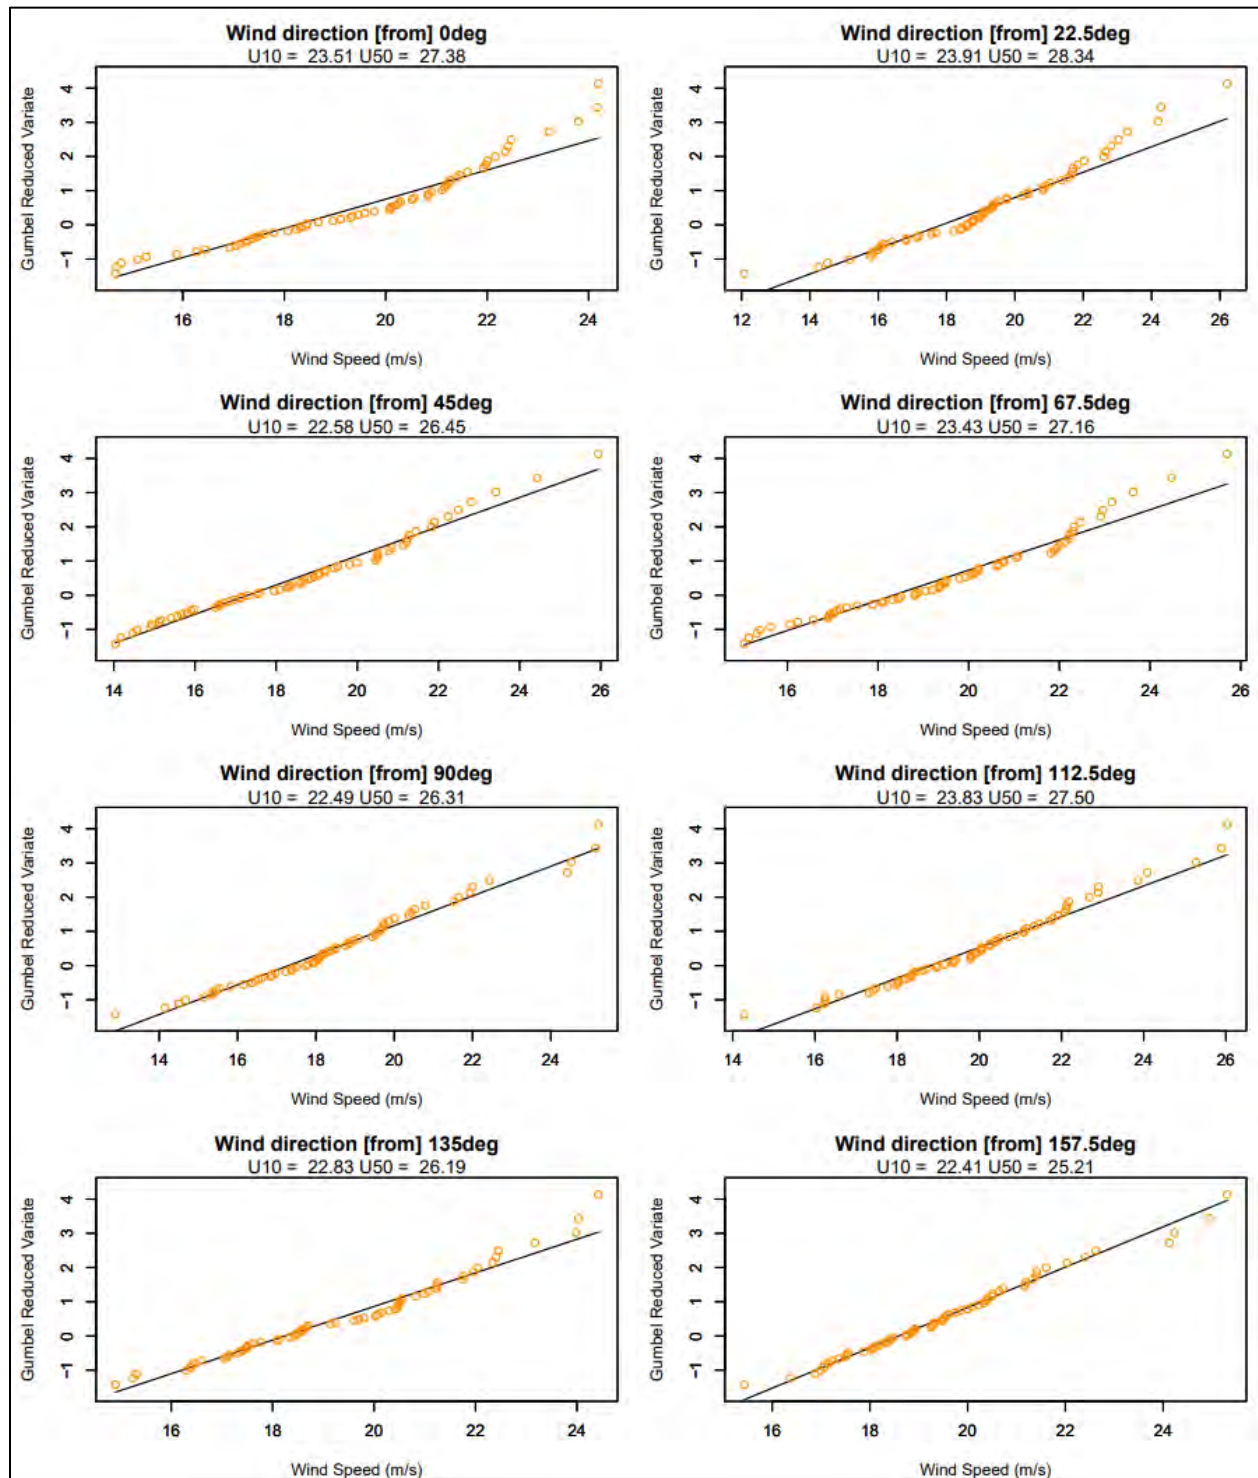 Wind direction [from] 0deg
U10 = 23.51 U50 = 27.38
Gumbel Reduced Variate
4
3
2
1
0
−1
16 18 20 22 24
Wind Speed (m/s)
Wind direction [from] 22.5deg
U10 = 23.91 U50 = 28.34
Gumbel Reduced Variate
4
3
2
1
0
−1
12 14 16 18 20 22 24 26
Wind Speed (m/s)
Wind direction [from] 45deg
U10 = 22.58 U50 = 26.45
Gumbel Reduced Variate
4
3
2
1
0
−1
14 16 18 20 22 24 26
Wind Speed (m/s)
Wind direction [from] 67.5deg
U10 = 23.43 U50 = 27.16
Gumbel Reduced Variate
4
3
2
1
0
−1
16 18 20 22 24 26
Wind Speed (m/s)
Wind direction [from] 90deg
U10 = 22.49 U50 = 26.31
Gumbel Reduced Variate
4
3
2
1
0
−1
14 16 18 20 22 24
Wind Speed (m/s)
Wind direction [from] 112.5deg
U10 = 23.83 U50 = 27.50
Gumbel Reduced Variate
4
3
2
1
0
−1
14 16 18 20 22 24 26
Wind Speed (m/s)
Wind direction [from] 135deg
U10 = 22.83 U50 = 26.19
Gumbel Reduced Variate
4
3
2
1
0
−1
16 18 20 22 24
Wind Speed (m/s)
Wind direction [from] 157.5deg
U10 = 22.41 U50 = 25.21
Gumbel Reduced Variate
4
3
2
1
0
−1
16 18 20 22 24
Wind Speed (m/s)